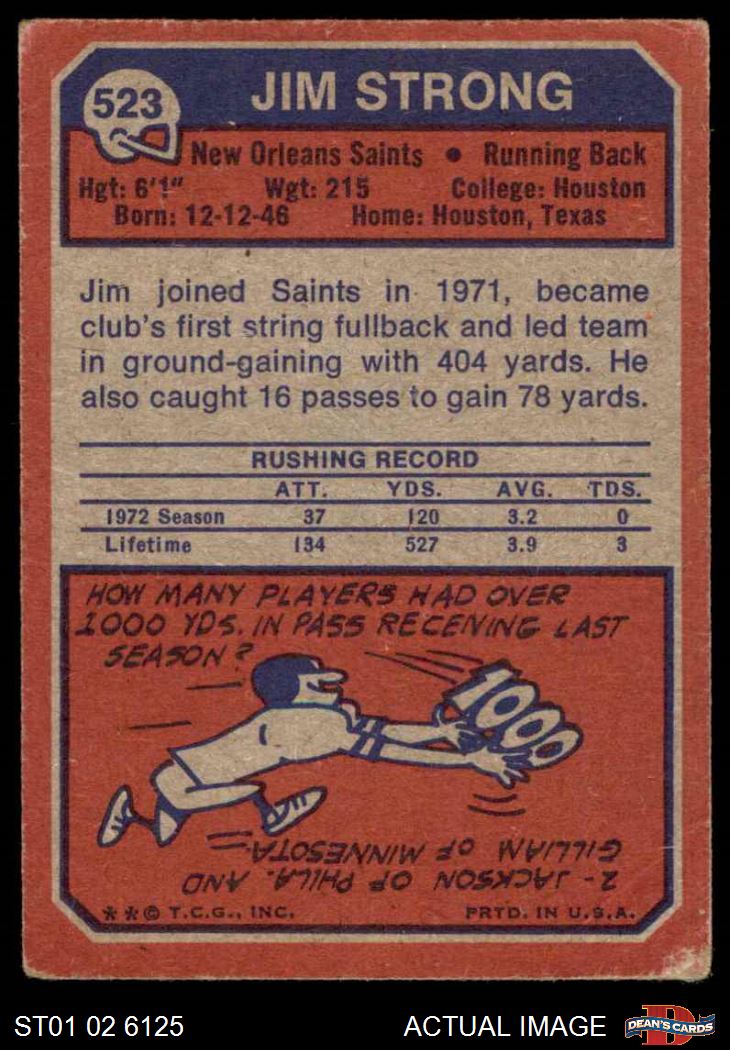 523
JIM STRONG
New Orleans Saints • Running Back
Hgt: 6'1" Wgt: 215 College: Houston
Born: 12-12-46 Home: Houston, Texas
Jim joined Saints in 1971, became
club's first string fullback and led team
in ground-gaining with 404 yards. He
also caught 16 passes to gain 78 yards.
RUSHING RECORD
ATT. YDS. AVG. TDS.
1972 Season 37 120 3.2 0
Lifetime 134 527 3.9 3
HOW MANY PLAYERS HAD OVER
1000 YDS. IN PASS RECEIVING LAST
SEASON?
1000
2- JACKSON OF PHILA. AND
GILLIAM OF MINNESOTA
**© T.C.G., INC. PRTD. IN U.S.A.
ST01 02 6125 ACTUAL IMAGE
D
DEAN'S CARDS